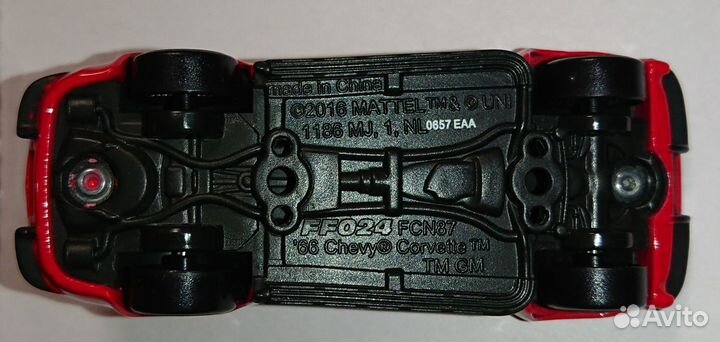 made in China
©2016 MATTEL™ & © UNI
1186 MJ, 1, NL 0657 EAA
FF024 FCN87
'66 Chevy® Corvette™
TM GM
Avito